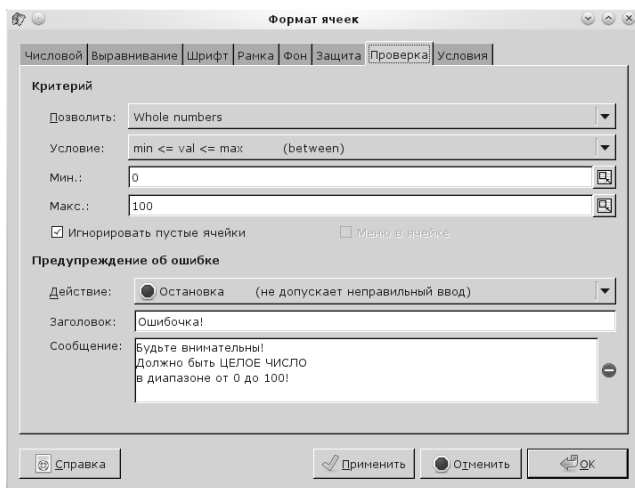 Формат ячеек
Числовой Выравнивание Шрифт Рамка Фон Защита Проверка Условия
Критерий
Позволить: Whole numbers
Условие: min <= val <= max (between)
Мин.: 0
Макс.: 100
Игнорировать пустые ячейки Меню в ячейке
Предупреждение об ошибке
Действие: Остановка (не допускает неправильный ввод)
Заголовок: Ошибочка!
Сообщение: Будьте внимательны!
Должно быть ЦЕЛОЕ ЧИСЛО
в диапазоне от 0 до 100!
Справка Применить Отменить OK